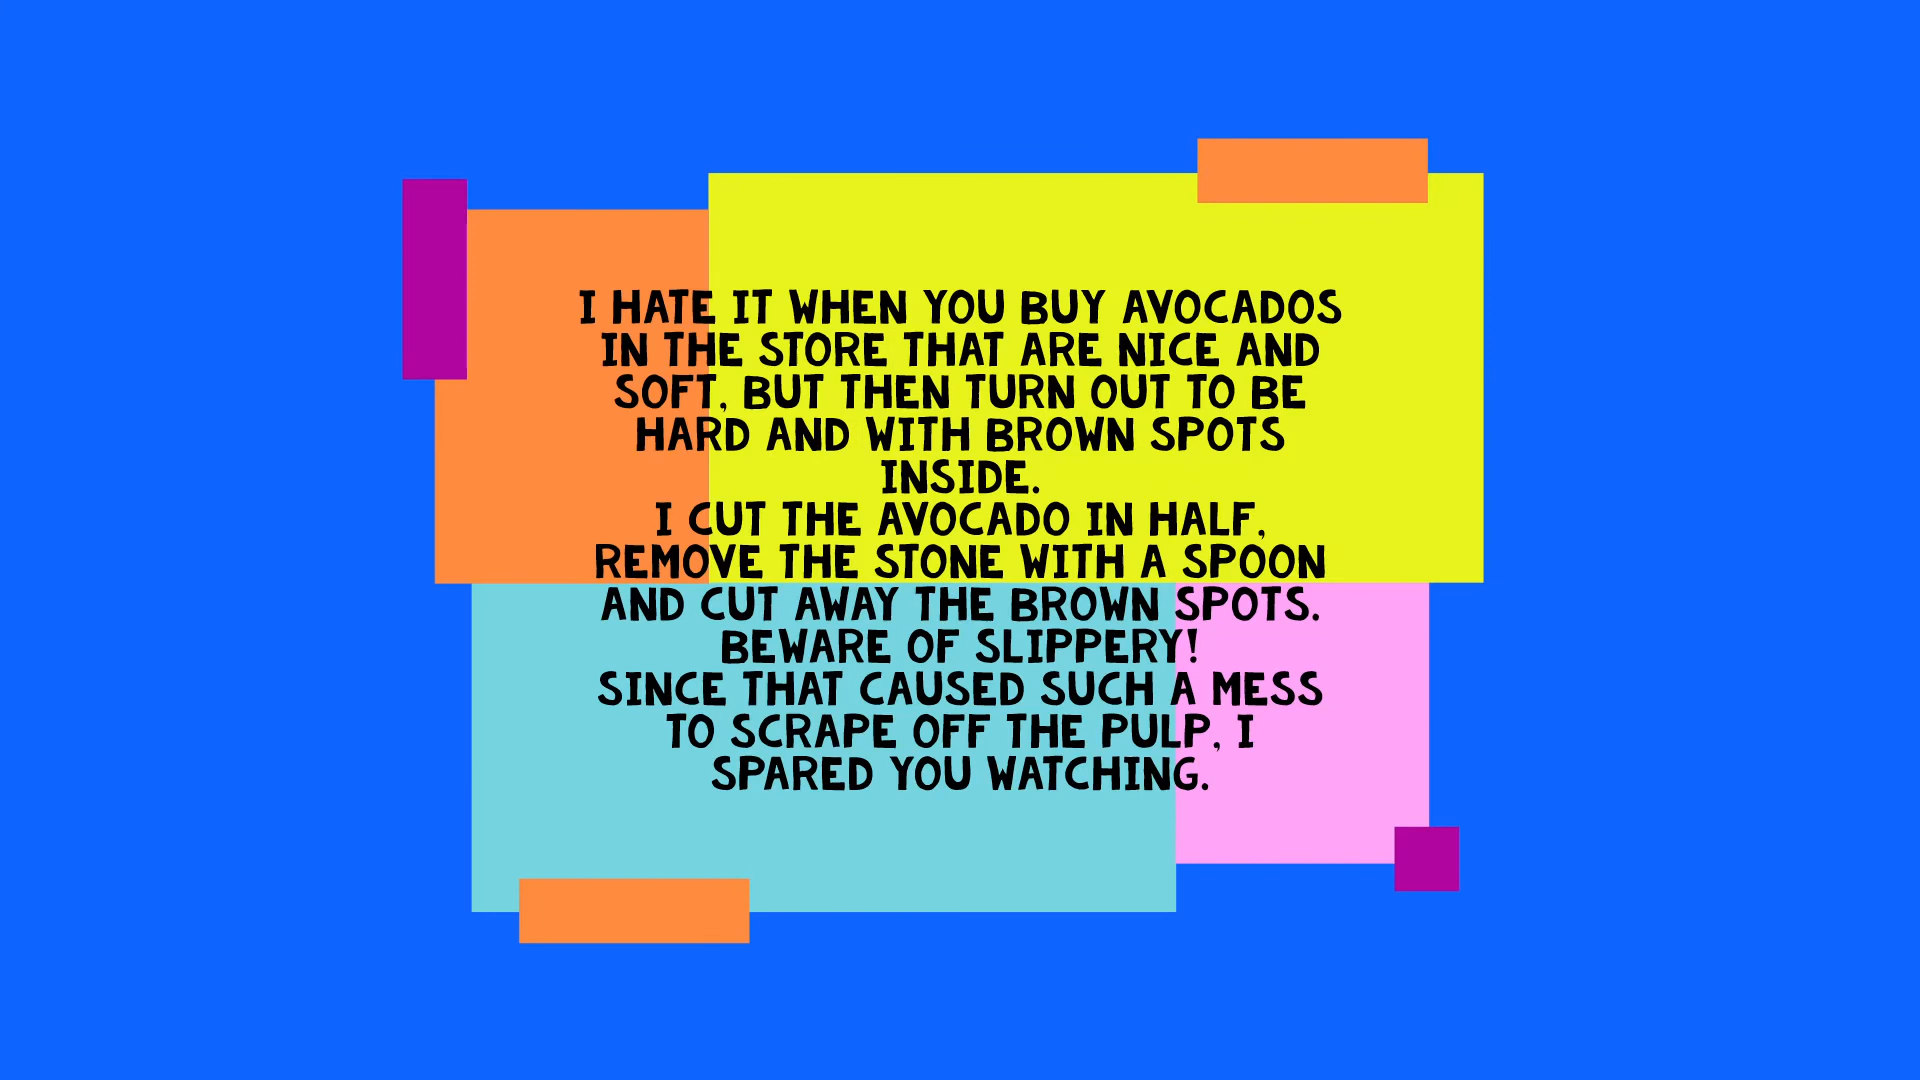 I HATE IT WHEN YOU BUY AVOCADOS
IN THE STORE THAT ARE NICE AND
SOFT, BUT THEN TURN OUT TO BE
HARD AND WITH BROWN SPOTS
INSIDE.
I CUT THE AVOCADO IN HALF,
REMOVE THE STONE WITH A SPOON
AND CUT AWAY THE BROWN SPOTS.
BEWARE OF SLIPPERY!
SINCE THAT CAUSED SUCH A MESS
TO SCRAPE OFF THE PULP, I
SPARED YOU WATCHING.